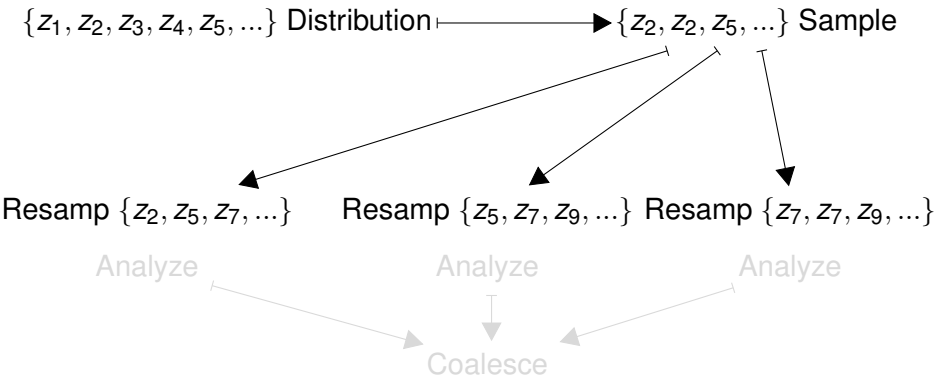 {z₁, z₂, z₃, z₄, z₅, ...} Distribution {z₂, z₂, z₅, ...} Sample
Resamp {z₂, z₅, z₇, ...} Resamp {z₅, z₇, z₉, ...} Resamp {z₇, z₇, z₉, ...}
Analyze Analyze Analyze
Coalesce